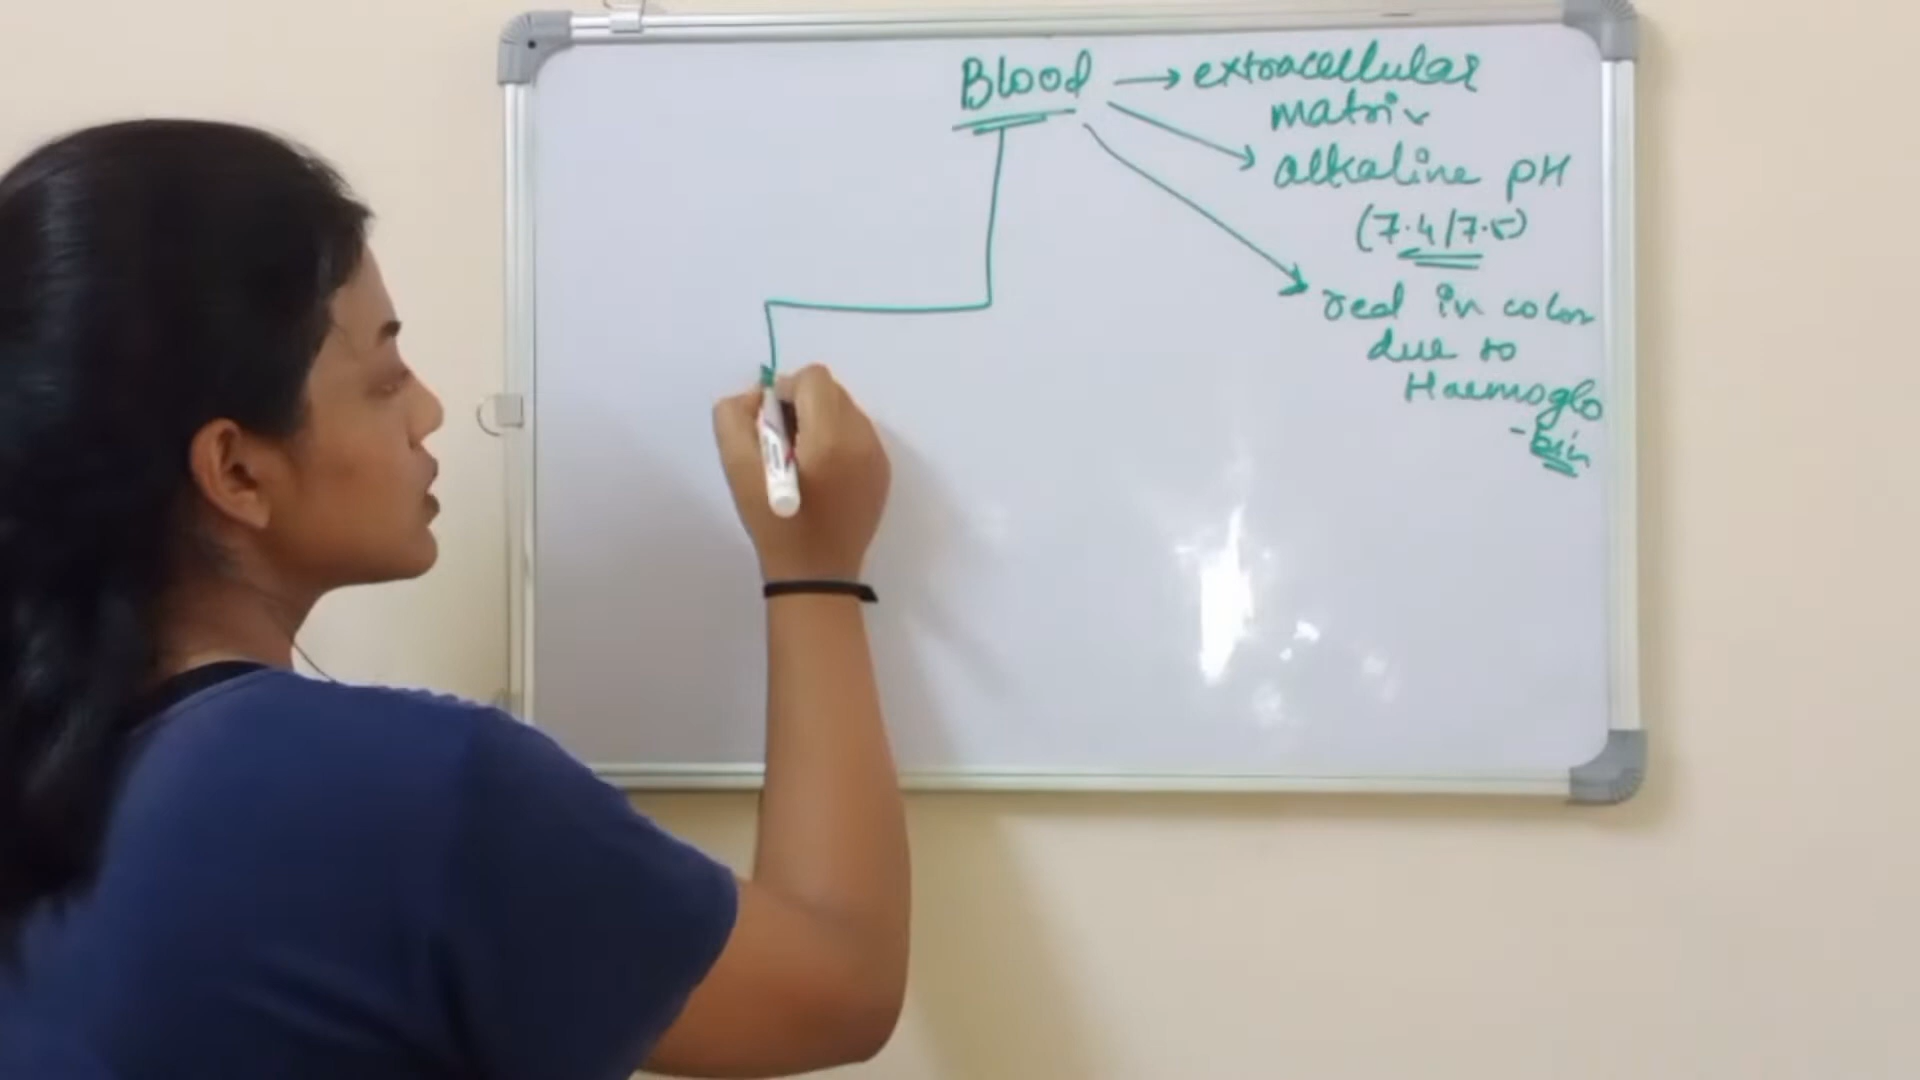 Blood → extracellular
matrix
alkaline pH
(7.4/7.5)
red in color
due to
Haemoglo
-bin